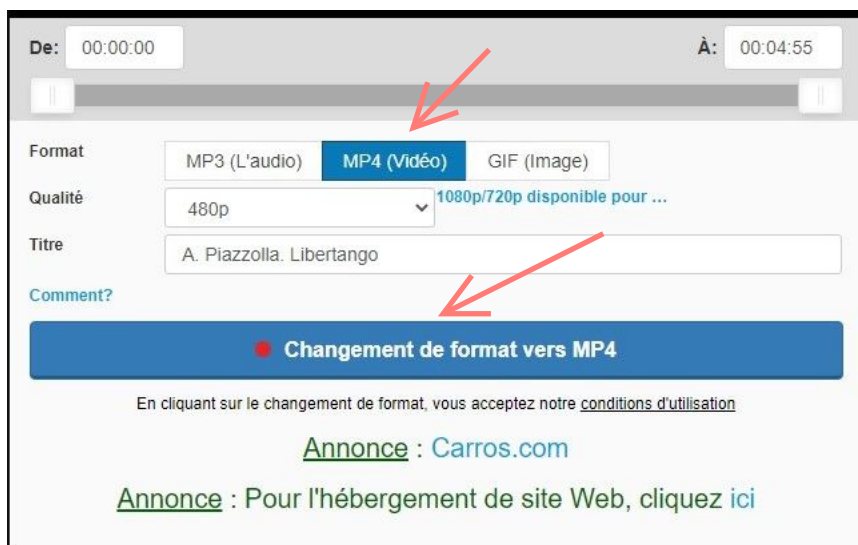 De: 00:00:00 À: 00:04:55
Format MP3 (L'audio) MP4 (Vidéo) GIF (Image)
Qualité 480p 1080p/720p disponible pour ...
Titre A. Piazzolla. Libertango
Comment?
Changement de format vers MP4
En cliquant sur le changement de format, vous acceptez notre conditions d'utilisation
Annonce : Carros.com
Annonce : Pour l'hébergement de site Web, cliquez ici